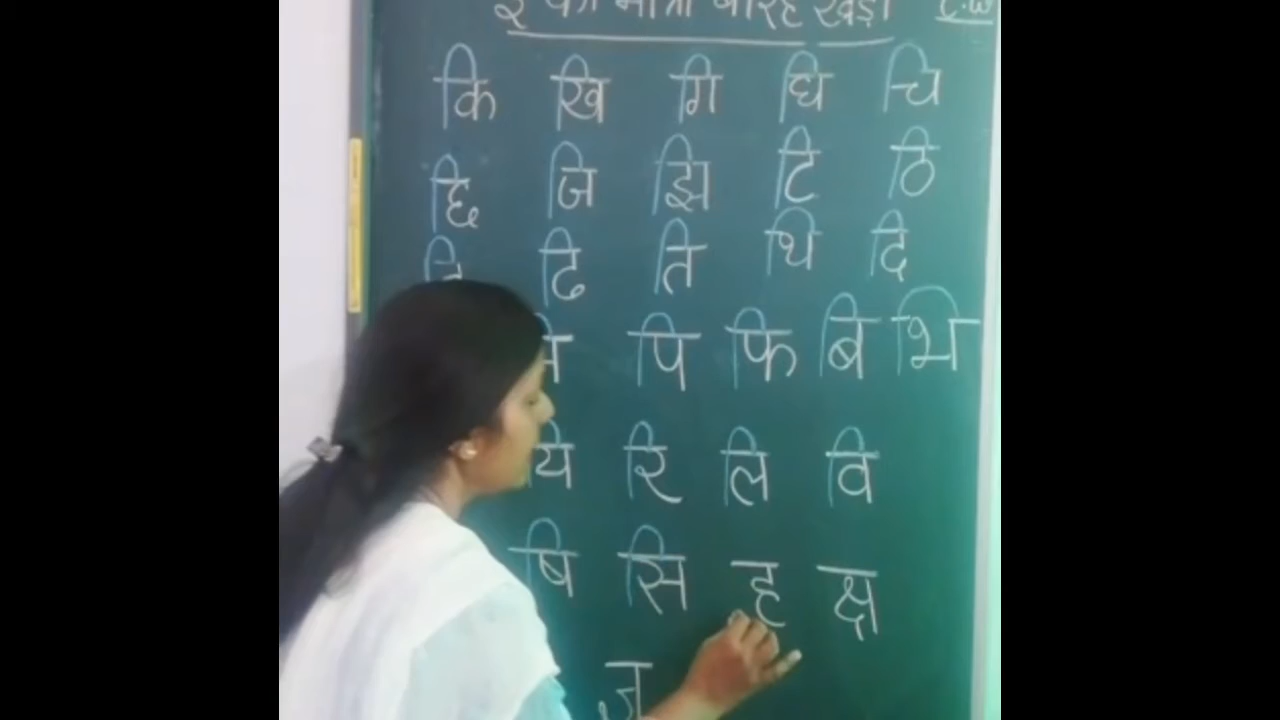 इ की मात्रा बारह खड़ी C.W
कि खि गि घि चि
छि जि झि टि ठि
ढि ति थि दि
पि फि बि भि
यि रि लि वि
षि सि ह क्ष